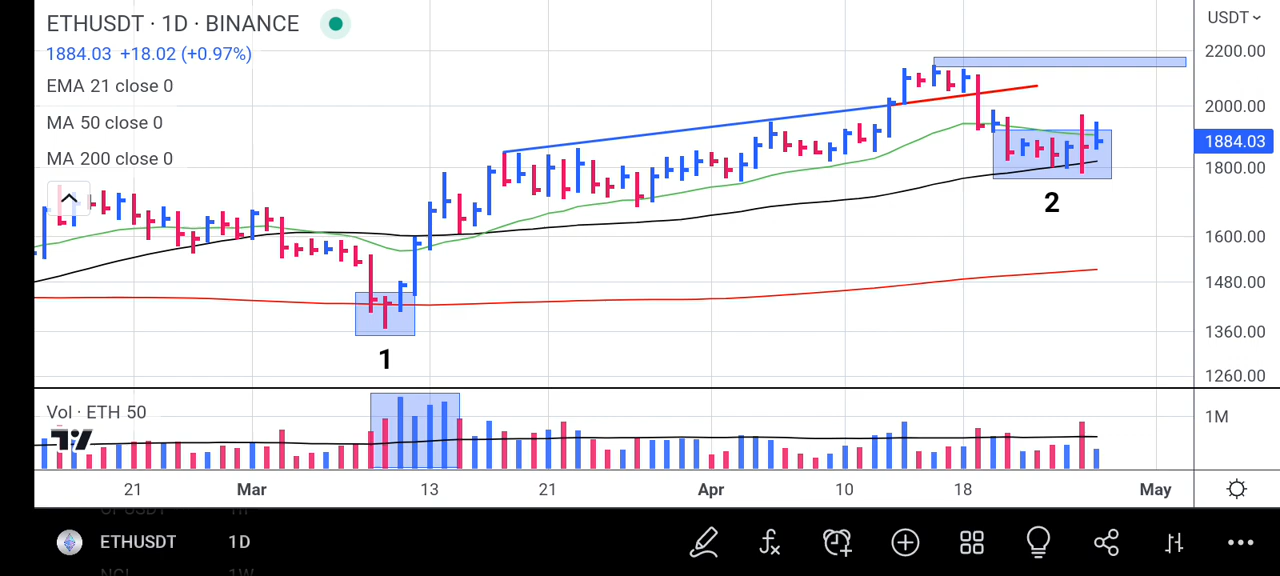 ETHUSDT · 1D · BINANCE
1884.03 +18.02 (+0.97%)
EMA 21 close 0
MA 50 close 0
MA 200 close 0
USDT
2200.00
2000.00
1884.03
1800.00
1600.00
1480.00
1360.00
1260.00
1
2
Vol · ETH 50
1M
21 Mar 13 21 Apr 10 18 May
ETHUSDT 1D